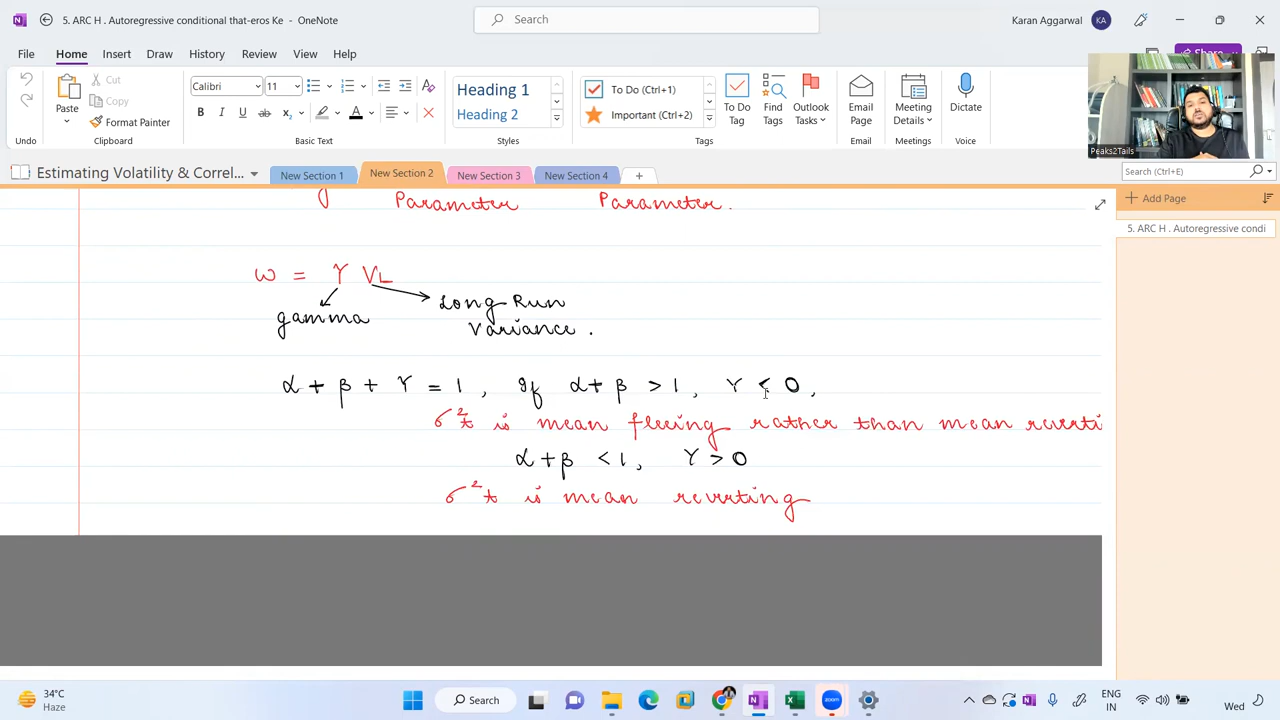 5. ARC H . Autoregressive conditional that-eros Ke - OneNote
Search
Karan Aggarwal
KA
File Home Insert Draw History Review View Help
Share
Undo
Paste
Cut
Copy
Format Painter
Clipboard
Calibri 11
Basic Text
Heading 1
Heading 2
Styles
To Do (Ctrl+1)
Important (Ctrl+2)
To Do Tag
Find Tags
Outlook Tasks
Tags
Email Page
Email
Meeting Details
Meetings
Dictate
Voice
Peaks2Tails
Estimating Volatility & Correl...
New Section 1
New Section 2
New Section 3
New Section 4
Search (Ctrl+E)
Add Page
5. ARC H . Autoregressive condi
Parameter Parameter.
ω = γ VL
gamma
Long Run
Variance.
α + β + γ = 1, If α + β > 1, γ < 0,
σ²t is mean fleeing rather than mean reverti
α + β < 1, γ > 0
σ²t is mean reverting
34°C
Haze
Search
ENG
IN
Wed